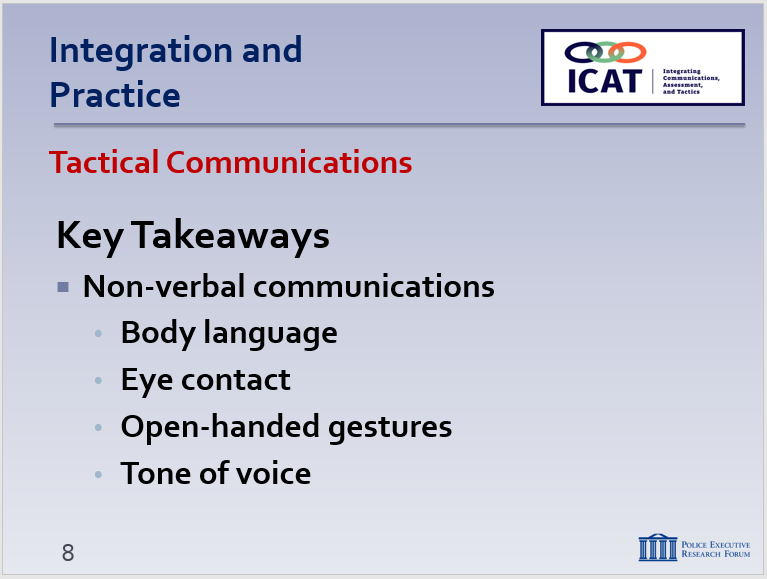 Integration and
Practice
ICAT
Integrating
Communications,
Assessment,
and Tactics
Tactical Communications
Key Takeaways
Non-verbal communications
Body language
Eye contact
Open-handed gestures
Tone of voice
8
Police Executive
Research Forum